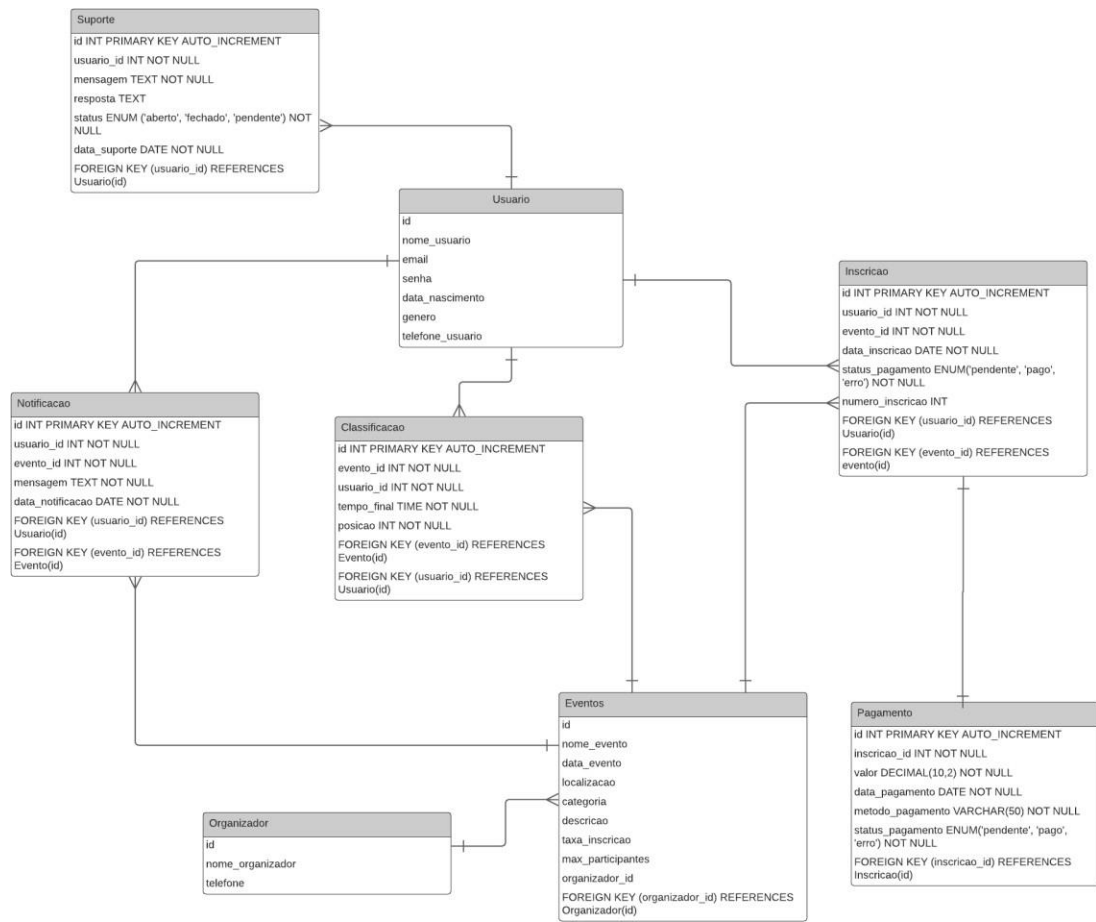 Suporte
id INT PRIMARY KEY AUTO_INCREMENT
usuario_id INT NOT NULL
mensagem TEXT NOT NULL
resposta TEXT
status ENUM ('aberto', 'fechado', 'pendente') NOT
NULL
data_suporte DATE NOT NULL
FOREIGN KEY (usuario_id) REFERENCES
Usuario(id)
Usuario
id
nome_usuario
email
senha
data_nascimento
genero
telefone_usuario
Inscricao
id INT PRIMARY KEY AUTO_INCREMENT
usuario_id INT NOT NULL
evento_id INT NOT NULL
data_inscricao DATE NOT NULL
status_pagamento ENUM('pendente', 'pago',
'erro') NOT NULL
numero_inscricao INT
FOREIGN KEY (usuario_id) REFERENCES
Usuario(id)
FOREIGN KEY (evento_id) REFERENCES
evento(id)
Notificacao
id INT PRIMARY KEY AUTO_INCREMENT
usuario_id INT NOT NULL
evento_id INT NOT NULL
mensagem TEXT NOT NULL
data_notificacao DATE NOT NULL
FOREIGN KEY (usuario_id) REFERENCES
Usuario(id)
FOREIGN KEY (evento_id) REFERENCES
Evento(id)
Classificacao
id INT PRIMARY KEY AUTO_INCREMENT
evento_id INT NOT NULL
usuario_id INT NOT NULL
tempo_final TIME NOT NULL
posicao INT NOT NULL
FOREIGN KEY (evento_id) REFERENCES
Evento(id)
FOREIGN KEY (usuario_id) REFERENCES
Usuario(id)
Eventos
id
nome_evento
data_evento
localizacao
categoria
descricao
taxa_inscricao
max_participantes
organizador_id
FOREIGN KEY (organizador_id) REFERENCES
Organizador(id)
Pagamento
id INT PRIMARY KEY AUTO_INCREMENT
inscricao_id INT NOT NULL
valor DECIMAL(10,2) NOT NULL
data_pagamento DATE NOT NULL
metodo_pagamento VARCHAR(50) NOT NULL
status_pagamento ENUM('pendente', 'pago',
'erro') NOT NULL
FOREIGN KEY (inscricao_id) REFERENCES
Inscricao(id)
Organizador
id
nome_organizador
telefone